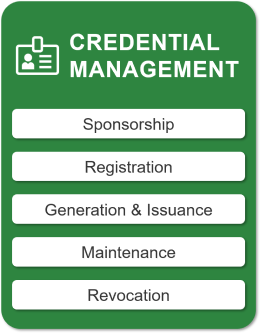 CREDENTIAL
MANAGEMENT
Sponsorship
Registration
Generation & Issuance
Maintenance
Revocation